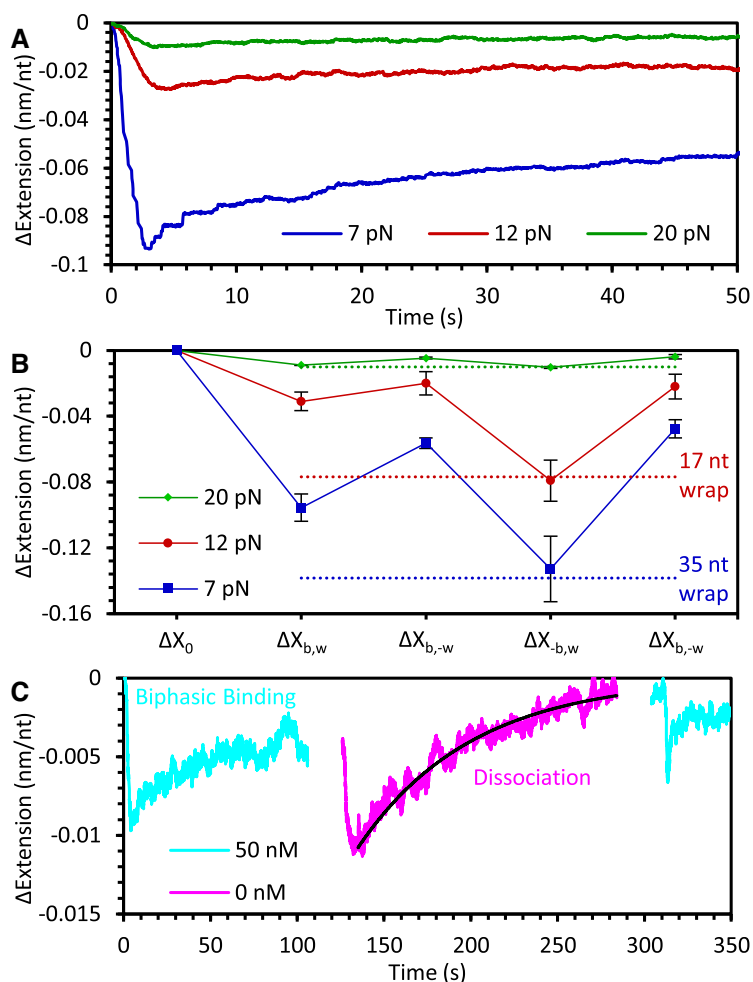 A
ΔExtension (nm/nt)
0
-0.02
-0.04
-0.06
-0.08
-0.1
7 pN 12 pN 20 pN
0 10 20 30 40 50
Time (s)
B
ΔExtension (nm/nt)
0
-0.04
-0.08
-0.12
-0.16
17 nt
wrap
20 pN
12 pN
7 pN
35 nt
wrap
ΔX0 ΔXb,w ΔXb,-w ΔX-b,w ΔXb,-w
C
ΔExtension (nm/nt)
0
-0.005
-0.01
-0.015
Biphasic Binding
Dissociation
50 nM
0 nM
0 50 100 150 200 250 300 350
Time (s)